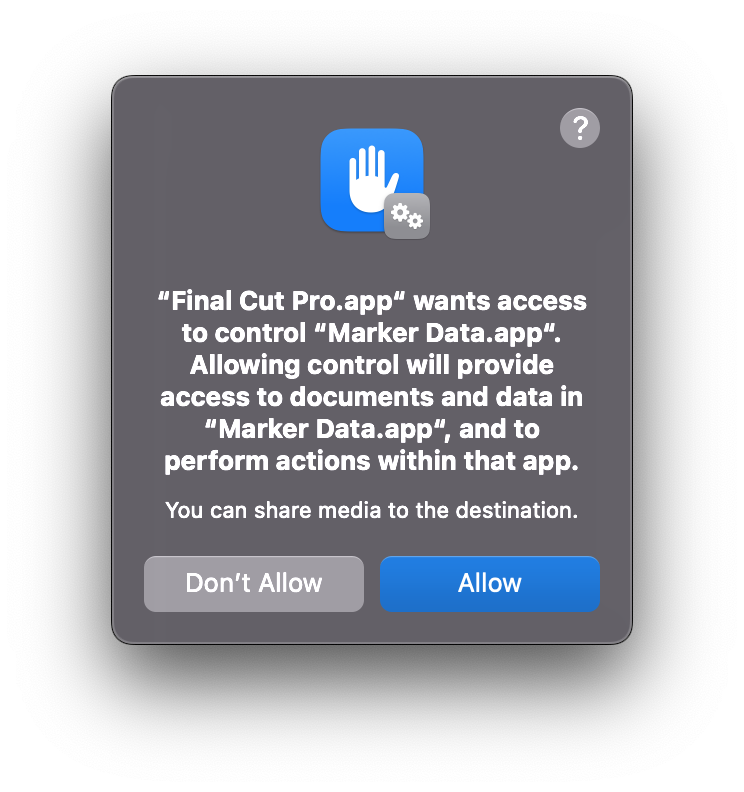 ?
“Final Cut Pro.app“ wants access
to control “Marker Data.app“.
Allowing control will provide
access to documents and data in
“Marker Data.app“, and to
perform actions within that app.
You can share media to the destination.
Don’t Allow
Allow